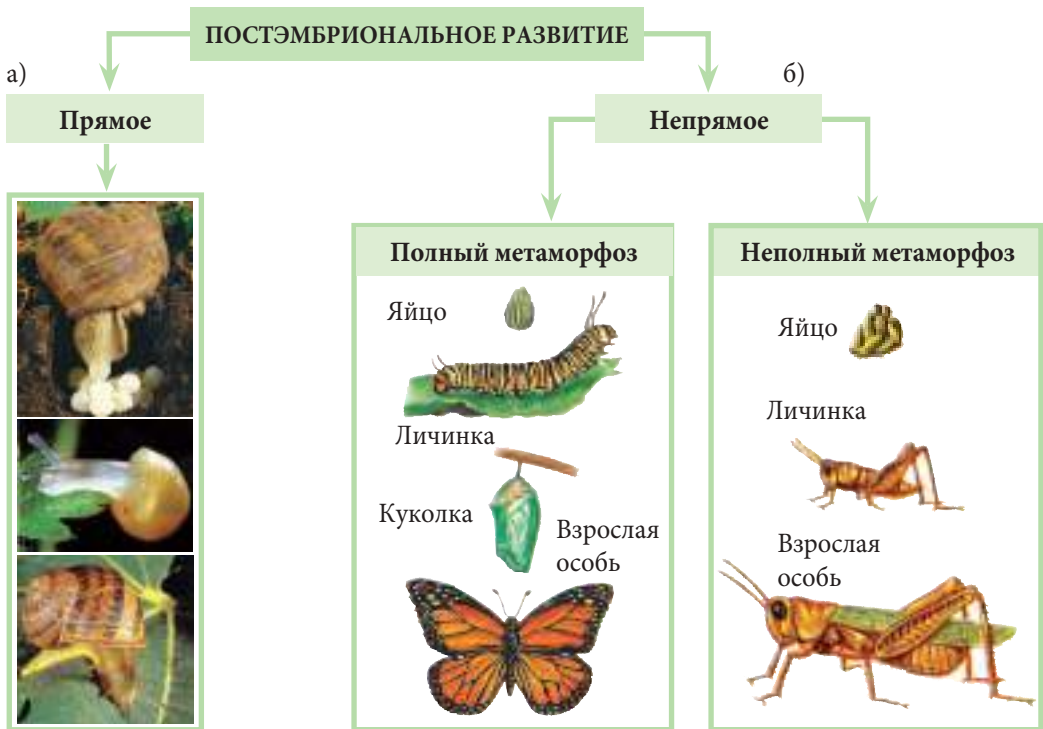 ПОСТЭМБРИОНАЛЬНОЕ РАЗВИТИЕ
а)
Прямое
б)
Непрямое
Полный метаморфоз
Яйцо
Личинка
Куколка
Взрослая
особь
Неполный метаморфоз
Яйцо
Личинка
Взрослая
особь